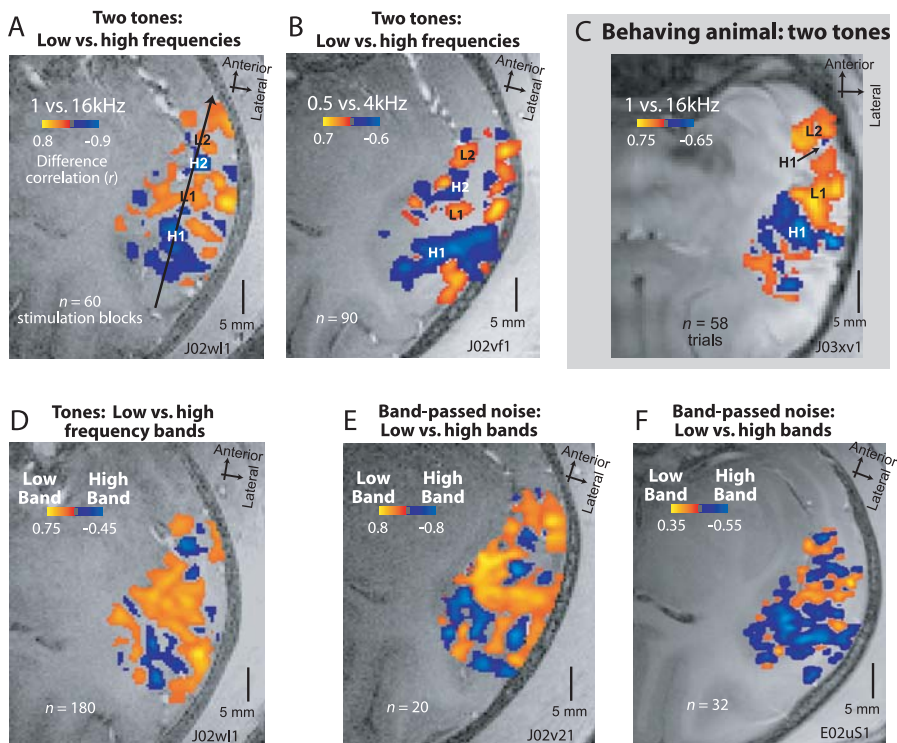 A
Two tones:
Low vs. high frequencies
Anterior
Lateral
1 vs. 16kHz
0.8 -0.9
Difference
correlation (r)
L2
H2
L1
H1
n = 60
stimulation blocks
5 mm
J02wl1
B
Two tones:
Low vs. high frequencies
Anterior
Lateral
0.5 vs. 4kHz
0.7 -0.6
L2
H2
L1
H1
n = 90
5 mm
J02vf1
C Behaving animal: two tones
Anterior
Lateral
1 vs. 16kHz
0.75 -0.65
L2
H1
L1
H1
n = 58
trials
5 mm
J03xv1
D
Tones: Low vs. high
frequency bands
Anterior
Lateral
Low High
Band Band
0.75 -0.45
n = 180
5 mm
J02wl1
E
Band-passed noise:
Low vs. high bands
Anterior
Lateral
Low High
Band Band
0.8 -0.8
n = 20
5 mm
J02v21
F
Band-passed noise:
Low vs. high bands
Anterior
Lateral
Low High
Band Band
0.35 -0.55
n = 32
5 mm
E02uS1